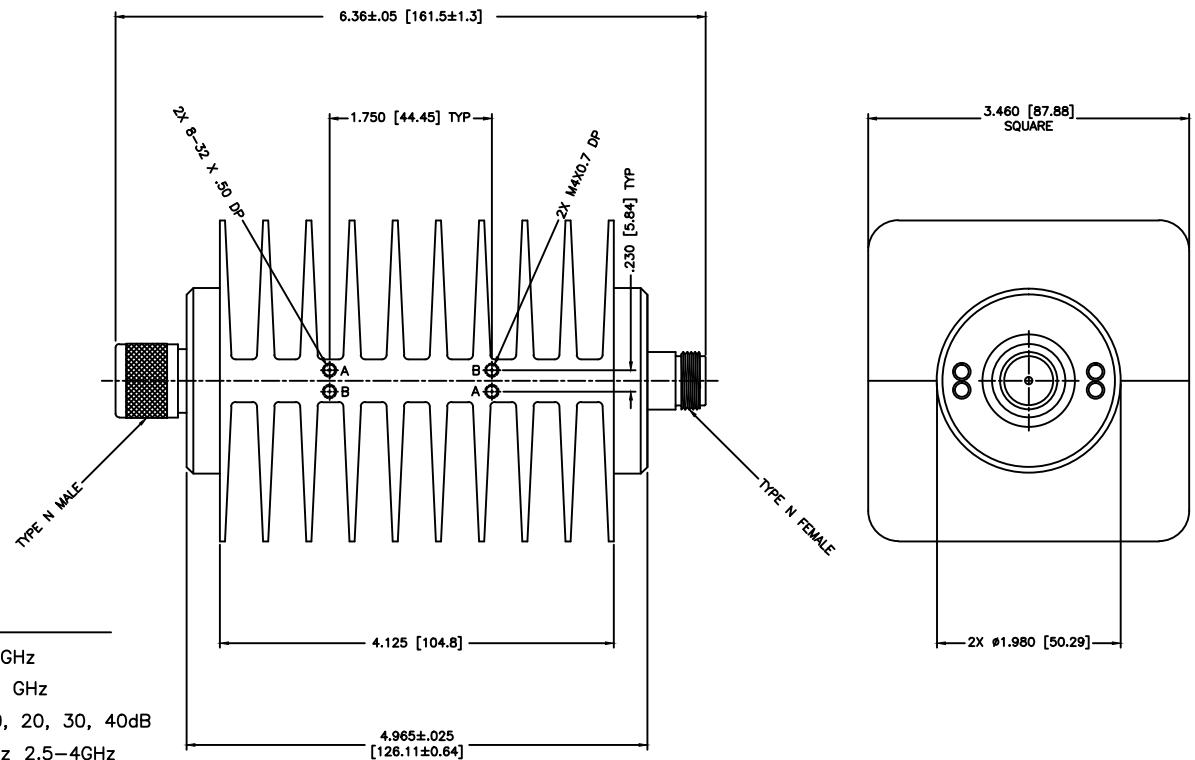 6.36±.05 [161.5±1.3]
2X 8-32 X .50 DP
1.750 [44.45] TYP
2X M4X0.7 DP
.230 [5.84] TYP
3.460 [87.88]
SQUARE
A
B
B
A
TYPE N MALE
TYPE N FEMALE
4.125 [104.8]
2X ø1.980 [50.29]
4.965±.025
[126.11±0.64]
GHz
GHz
, 20, 30, 40dB
z 2.5-4GHz